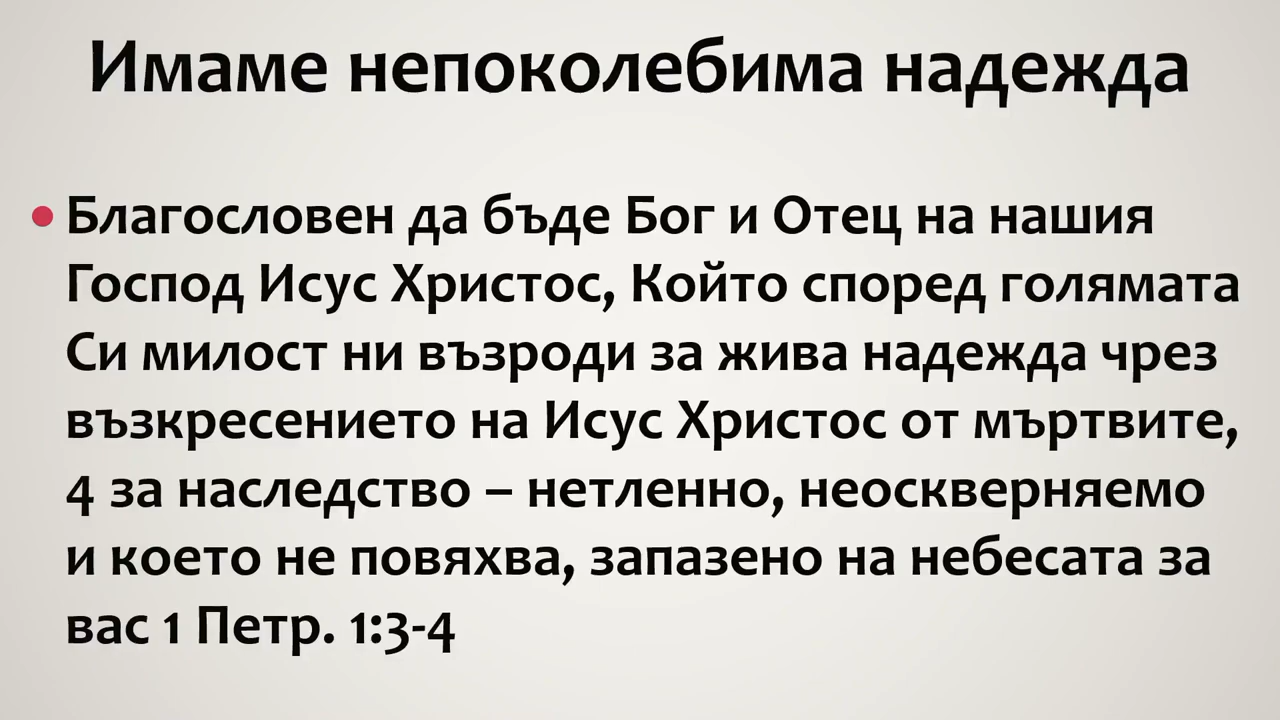 Имаме непоколебима надежда
• Благословен да бъде Бог и Отец на нашия
Господ Исус Христос, Който според голямата
Си милост ни възроди за жива надежда чрез
възкресението на Исус Христос от мъртвите,
4 за наследство – нетленно, неоскверняемо
и което не повяхва, запазено на небесата за
вас 1 Петр. 1:3-4